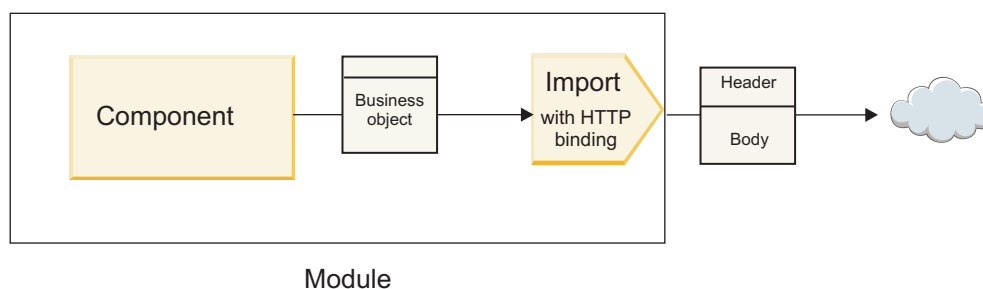 Component
Business
object
Import
with HTTP
binding
Header
Body
Module